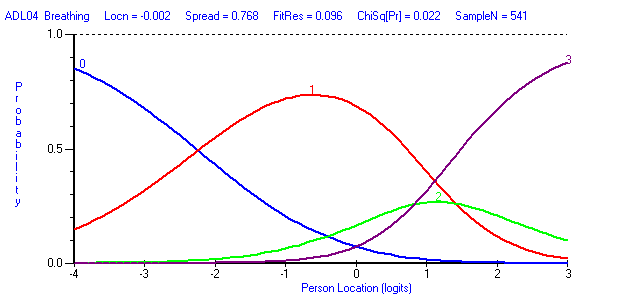 ADL04 Breathing Locn = -0.002 Spread = 0.768 FitRes = 0.096 ChiSq[Pr] = 0.022 SampleN = 541
1.0
0
1
3
Probability
0.5
2
0.0
-4 -3 -2 -1 0 1 2 3
Person Location (logits)